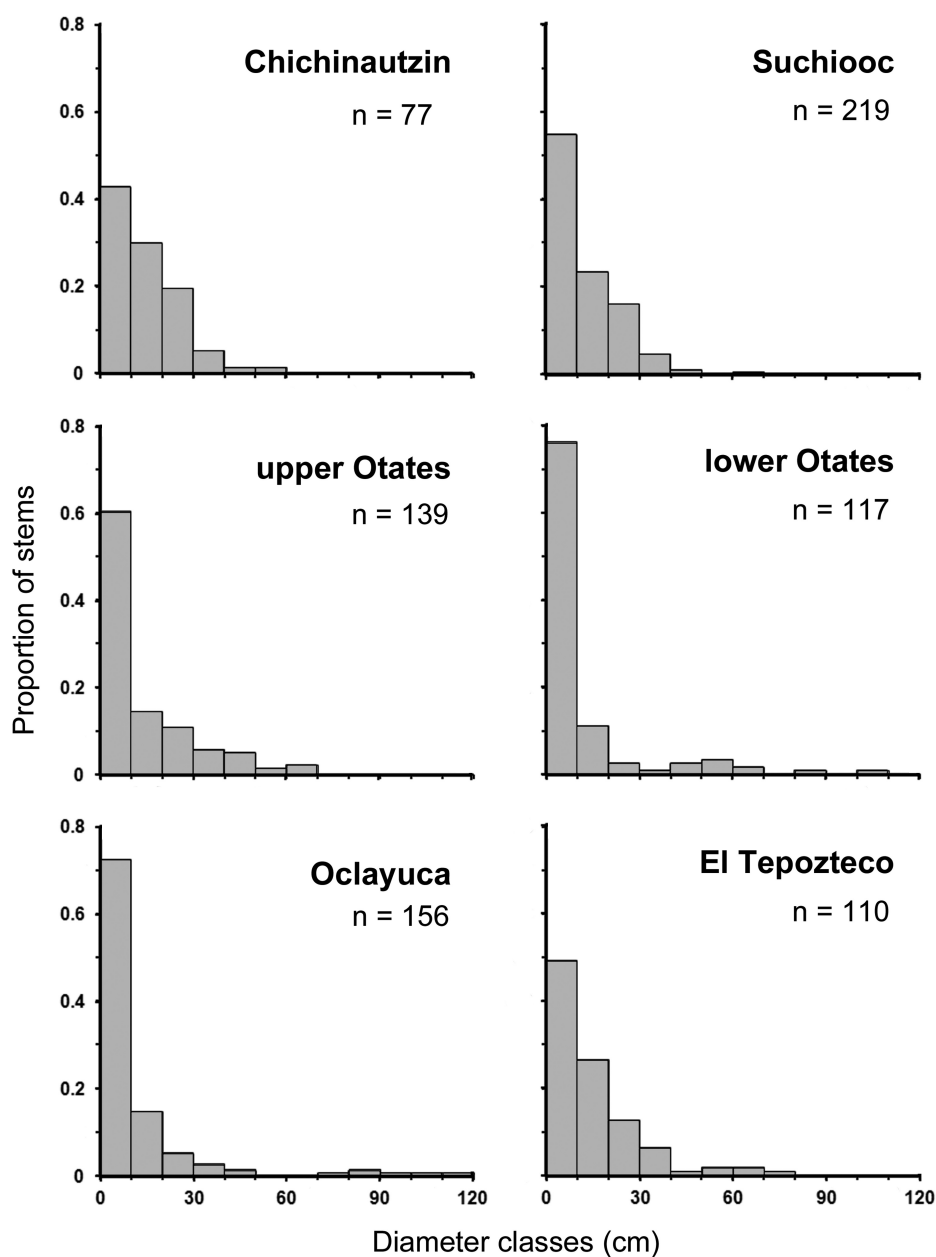 0.8
Chichinautzin
n = 77
0.6
0.4
0.2
0
Suchiooc
n = 219
0.8
upper Otates
n = 139
0.6
0.4
0.2
0
lower Otates
n = 117
0.8
Oclayuca
n = 156
0.6
0.4
0.2
0
0 30 60 90 120
El Tepozteco
n = 110
0 30 60 90 120
Proportion of stems
Diameter classes (cm)